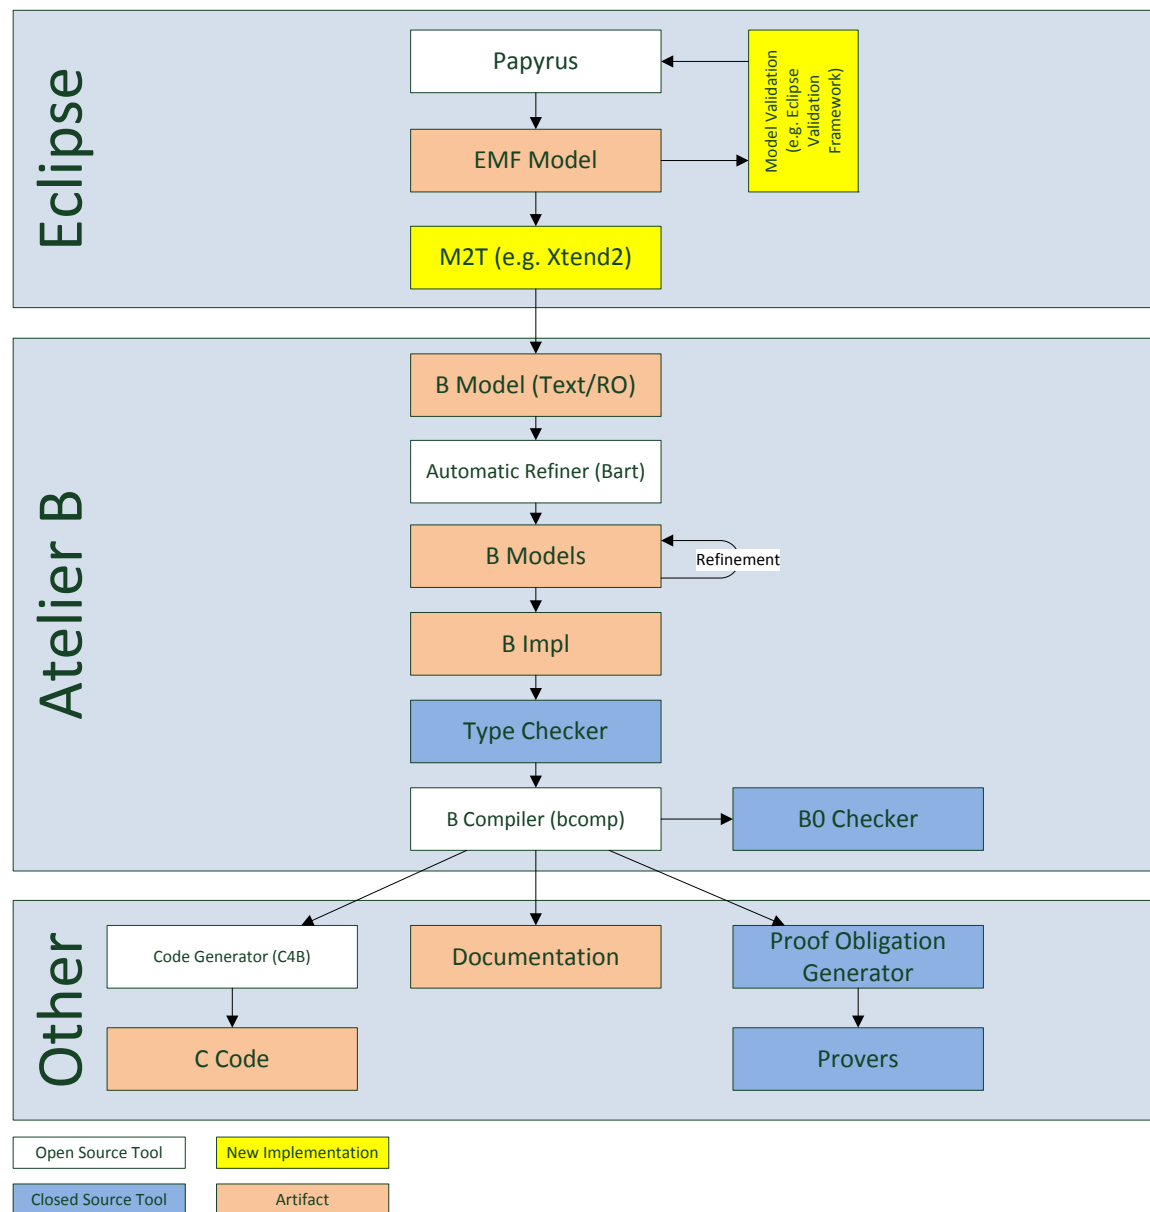 Eclipse
Papyrus
Model Validation
(e.g. Eclipse
Validation
Framework)
EMF Model
M2T (e.g. Xtend2)
Atelier B
B Model (Text/RO)
Automatic Refiner (Bart)
B Models
Refinement
B Impl
Type Checker
B Compiler (bcomp)
B0 Checker
Other
Code Generator (C4B)
Documentation
Proof Obligation
Generator
C Code
Provers
Open Source Tool
New Implementation
Closed Source Tool
Artifact